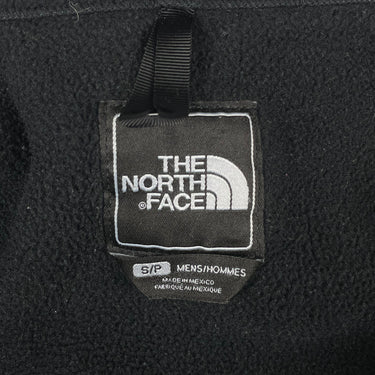 THE
NORTH
®FACE
S/P MENS/HOMMES
MADE IN MEXICO
FABRIQUÉ AU MEXIQUE